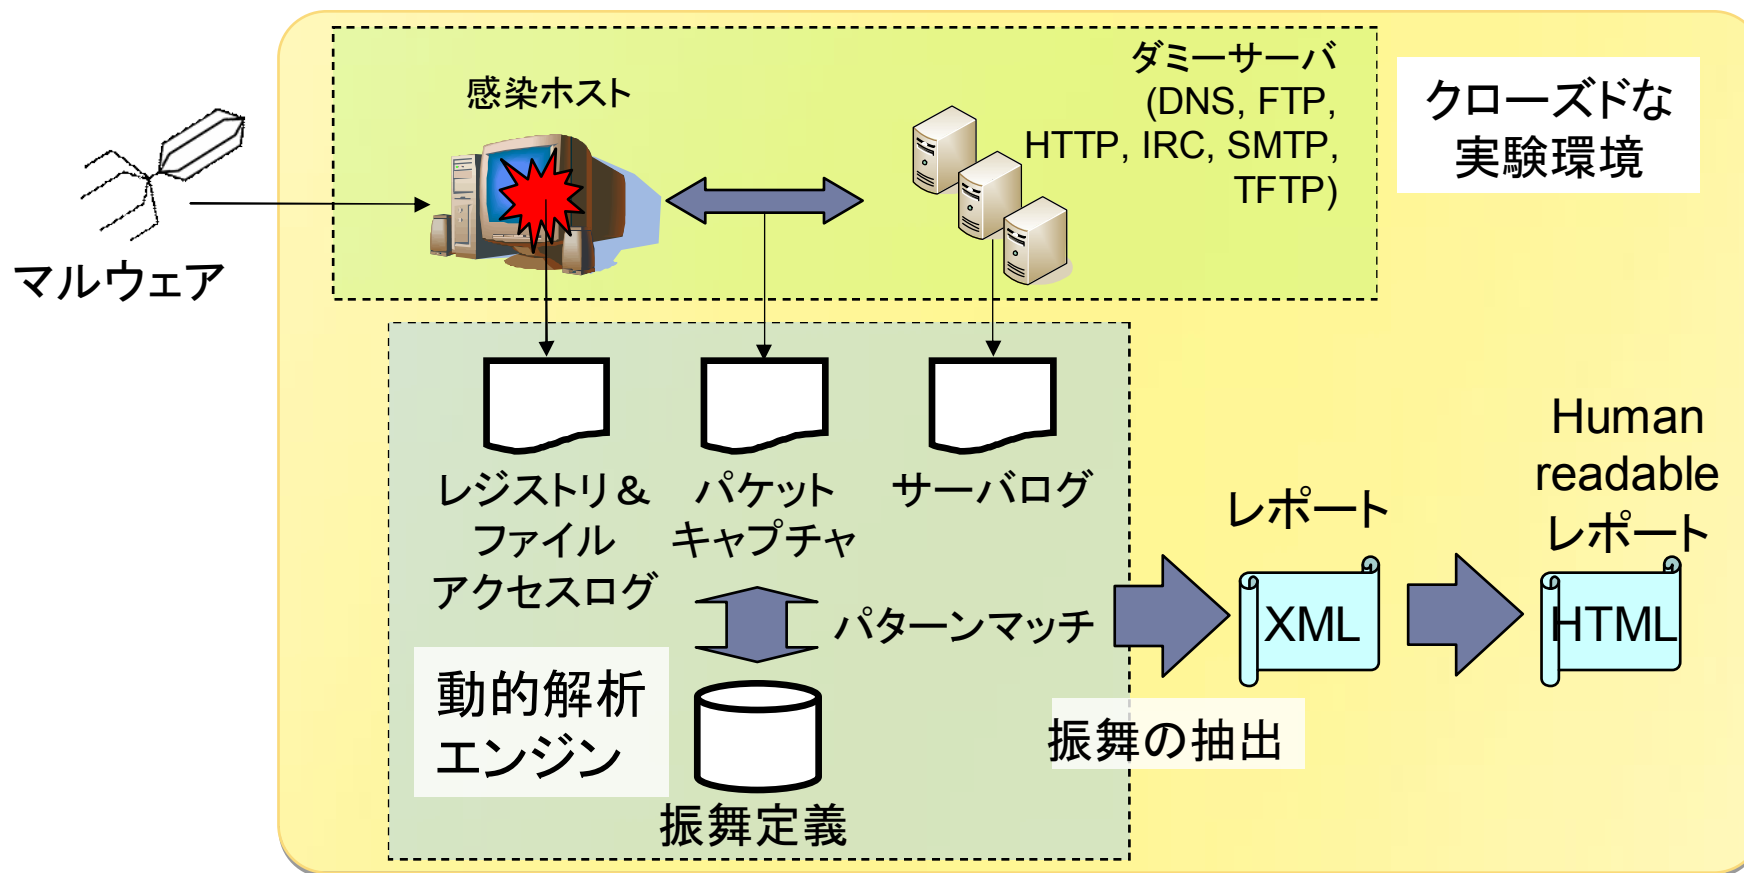 マルウェア
感染ホスト
ダミーサーバ
(DNS, FTP,
HTTP, IRC, SMTP,
TFTP)
クローズドな
実験環境
レジストリ＆
ファイル
アクセスログ
パケット
キャプチャ
サーバログ
パターンマッチ
動的解析
エンジン
振舞定義
振舞の抽出
レポート
XML
Human
readable
レポート
HTML